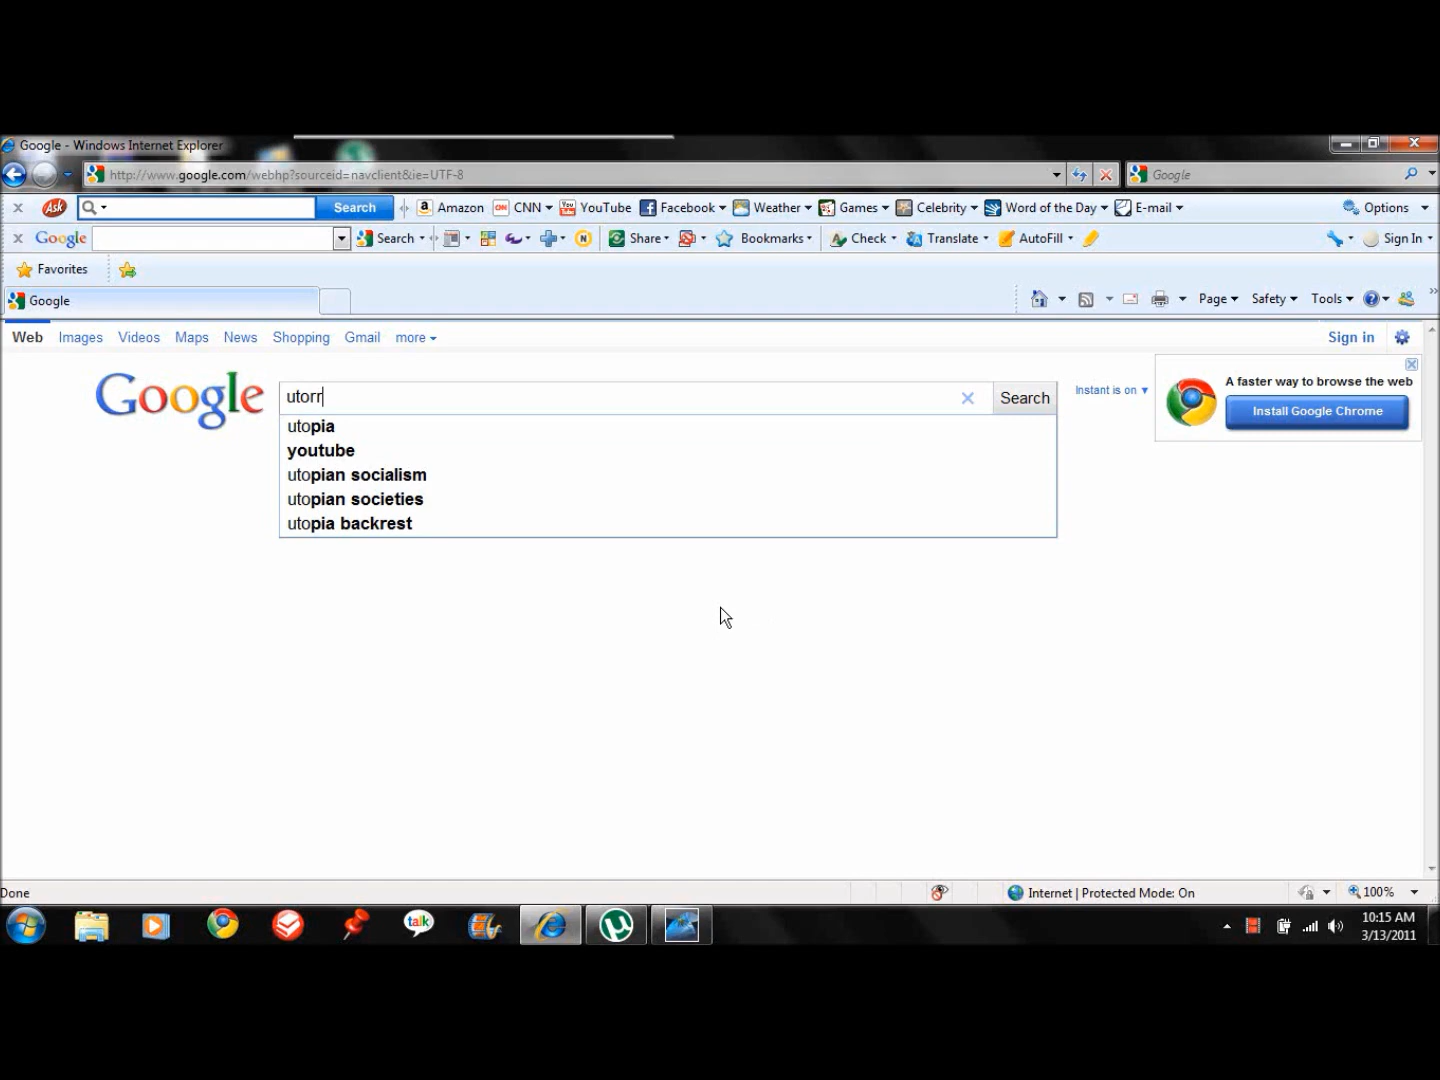 Google - Windows Internet Explorer
http://www.google.com/webhp?sourceid=navclient&ie=UTF-8
Google
Ask
Search
Amazon
CNN
YouTube
Facebook
Weather
Games
Celebrity
Word of the Day
E-mail
Options
Google
Search
Share
Bookmarks
Check
Translate
AutoFill
Sign In
Favorites
Google
Page
Safety
Tools
Web Images Videos Maps News Shopping Gmail more
Sign in
Google
utorr
Search
Instant is on
A faster way to browse the web
Install Google Chrome
utopia
youtube
utopian socialism
utopian societies
utopia backrest
Done
Internet | Protected Mode: On
100%
talk
10:15 AM
3/13/2011